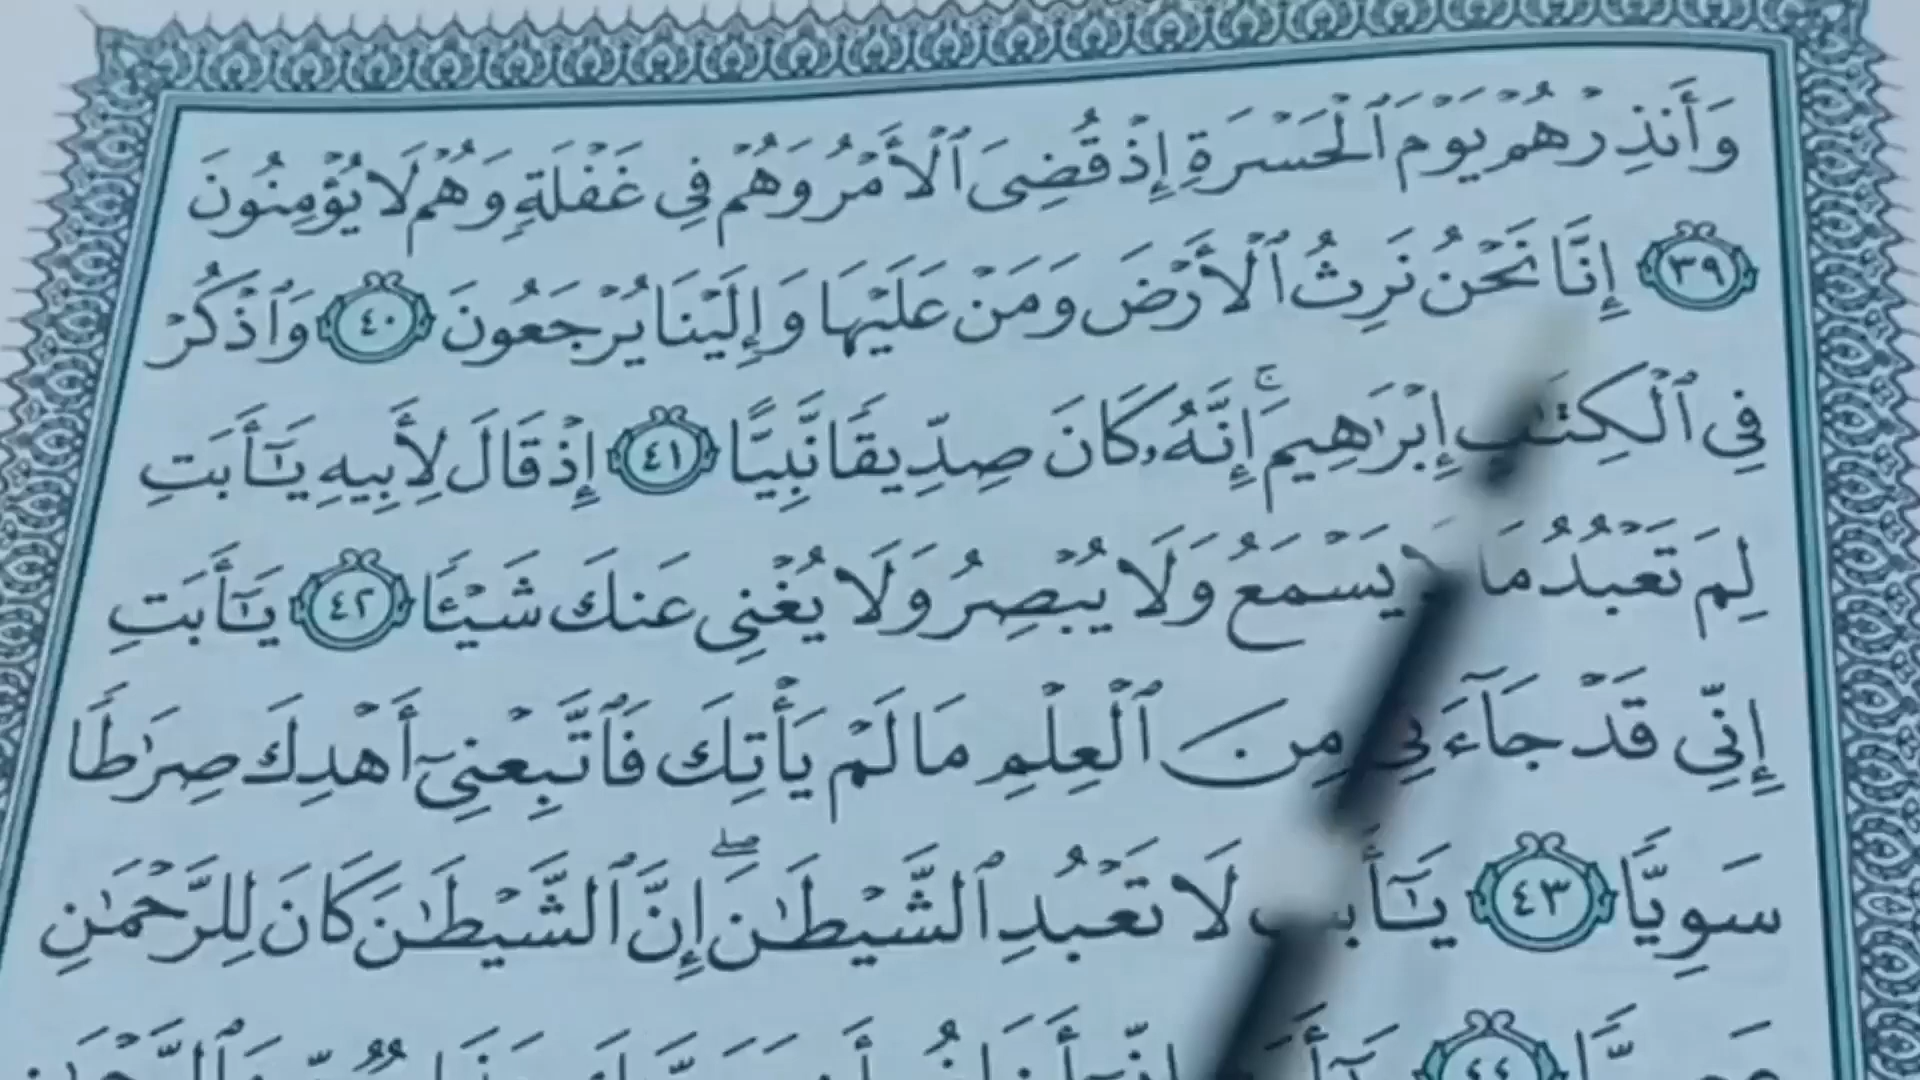 وَأَنذِرْهُمْ يَوْمَ ٱلْحَسْرَةِ إِذْ قُضِىَ ٱلْأَمْرُ وَهُمْ فِى غَفْلَةٍ وَهُمْ لَا يُؤْمِنُونَ
٣٩ إِنَّا نَحْنُ نَرِثُ ٱلْأَرْضَ وَمَنْ عَلَيْهَا وَإِلَيْنَا يُرْجَعُونَ ٤٠ وَٱذْكُرْ
فِى ٱلْكِتَٰبِ إِبْرَٰهِيمَ ۚ إِنَّهُۥ كَانَ صِدِّيقًا نَّبِيًّا ٤١ إِذْ قَالَ لِأَبِيهِ يَٰٓأَبَتِ
لِمَ تَعْبُدُ مَا يَسْمَعُ وَلَا يُبْصِرُ وَلَا يُغْنِى عَنكَ شَيْـًٔا ٤٢ يَٰٓأَبَتِ
إِنِّى قَدْ جَآءَنِى مِنَ ٱلْعِلْمِ مَا لَمْ يَأْتِكَ فَٱتَّبِعْنِىٓ أَهْدِكَ صِرَٰطًا
سَوِيًّا ٤٣ يَٰٓأَبَتِ لَا تَعْبُدِ ٱلشَّيْطَٰنَ ۖ إِنَّ ٱلشَّيْطَٰنَ كَانَ لِلرَّحْمَٰنِ
٤٤